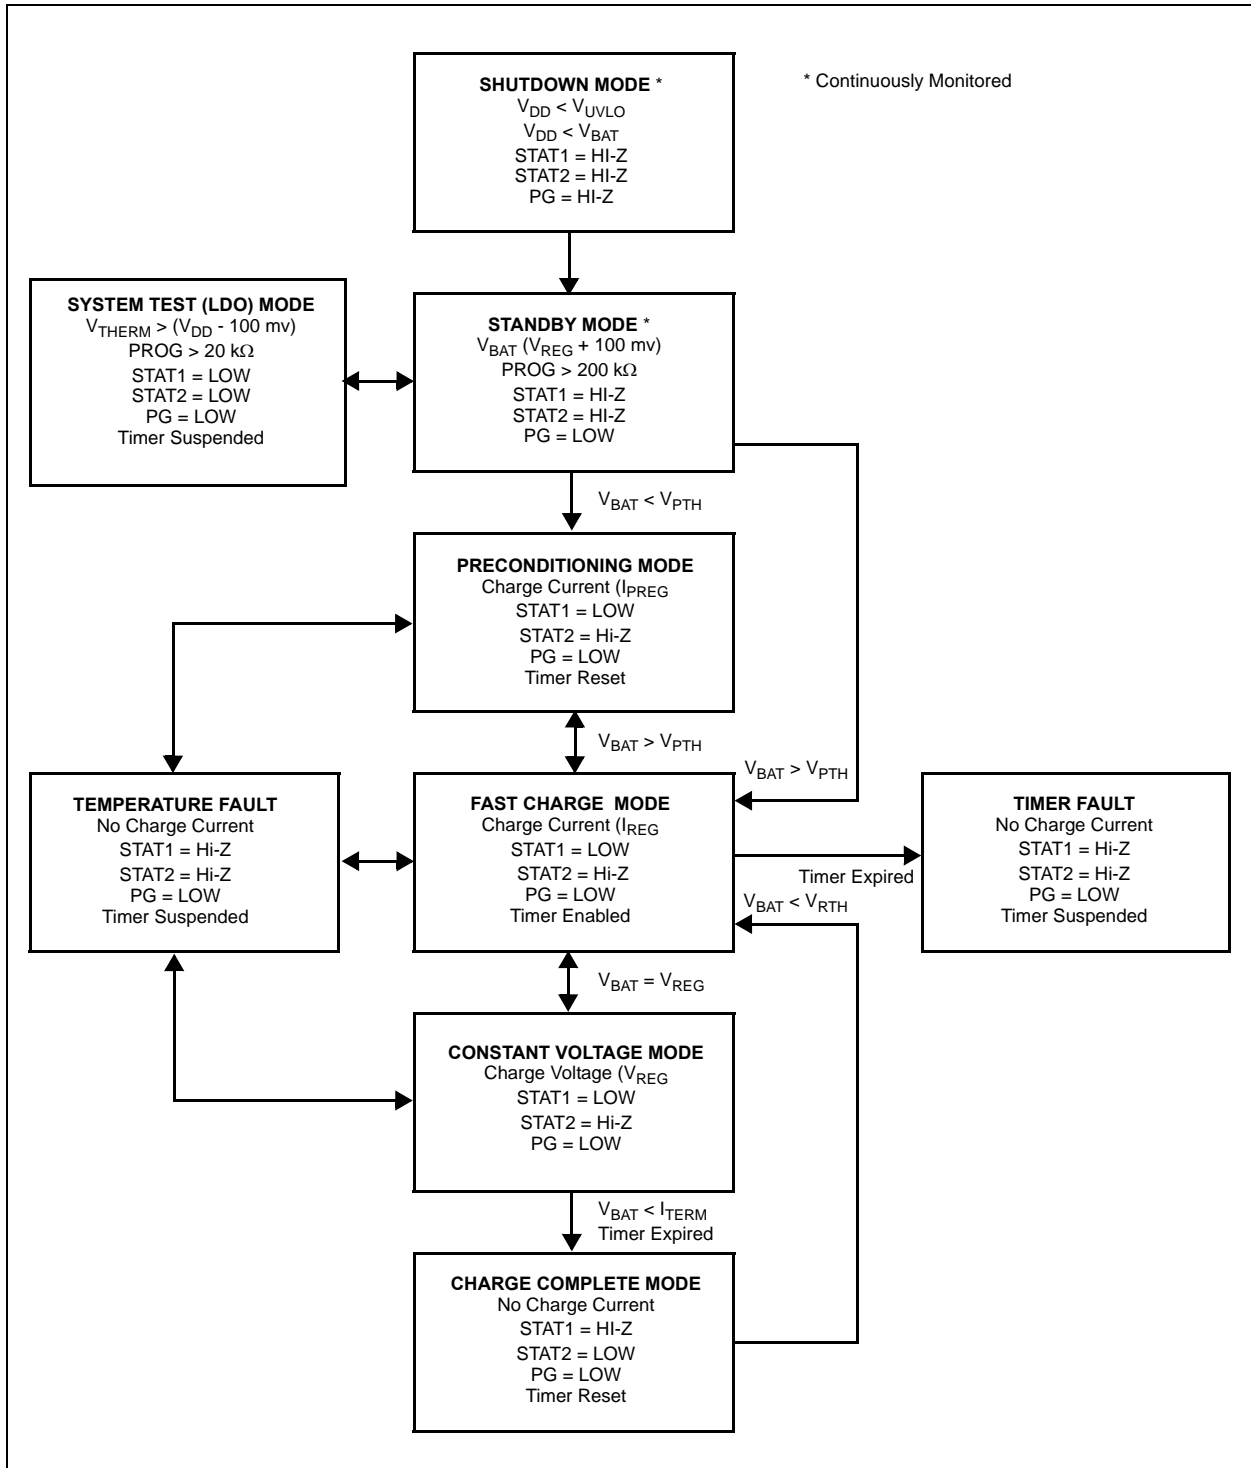 SHUTDOWN MODE *
V_DD < V_UVLO
V_DD < V_BAT
STAT1 = HI-Z
STAT2 = HI-Z
PG = HI-Z
* Continuously Monitored
SYSTEM TEST (LDO) MODE
V_THERM > (V_DD - 100 mv)
PROG > 20 kΩ
STAT1 = LOW
STAT2 = LOW
PG = LOW
Timer Suspended
STANDBY MODE *
V_BAT (V_REG + 100 mv)
PROG > 200 kΩ
STAT1 = HI-Z
STAT2 = HI-Z
PG = LOW
V_BAT < V_PTH
PRECONDITIONING MODE
Charge Current (I_PREG
STAT1 = LOW
STAT2 = Hi-Z
PG = LOW
Timer Reset
V_BAT > V_PTH
V_BAT > V_PTH
TEMPERATURE FAULT
No Charge Current
STAT1 = Hi-Z
STAT2 = Hi-Z
PG = LOW
Timer Suspended
FAST CHARGE MODE
Charge Current (I_REG
STAT1 = LOW
STAT2 = Hi-Z
PG = LOW
Timer Enabled
Timer Expired
V_BAT < V_RTH
TIMER FAULT
No Charge Current
STAT1 = Hi-Z
STAT2 = Hi-Z
PG = LOW
Timer Suspended
V_BAT = V_REG
CONSTANT VOLTAGE MODE
Charge Voltage (V_REG
STAT1 = LOW
STAT2 = Hi-Z
PG = LOW
V_BAT < I_TERM
Timer Expired
CHARGE COMPLETE MODE
No Charge Current
STAT1 = HI-Z
STAT2 = LOW
PG = LOW
Timer Reset